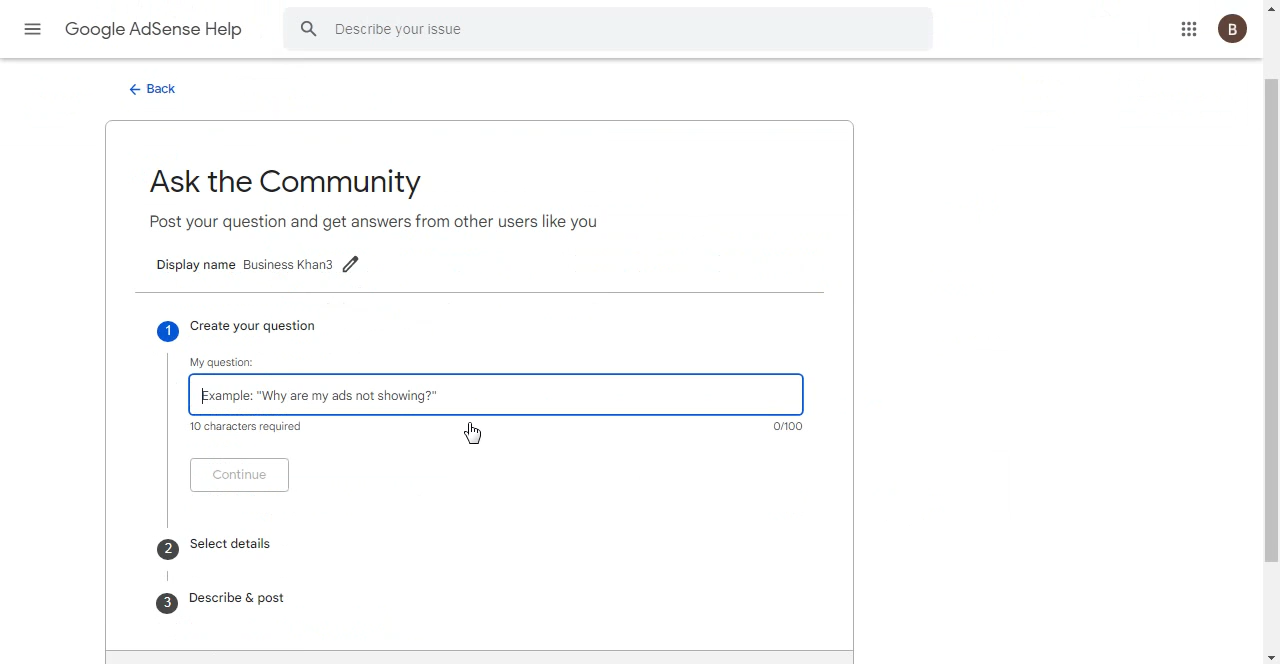 Google AdSense Help
Describe your issue
B
Back
Ask the Community
Post your question and get answers from other users like you
Display name Business Khan3
1 Create your question
My question:
Example: "Why are my ads not showing?"
10 characters required 0/100
Continue
2 Select details
3 Describe & post